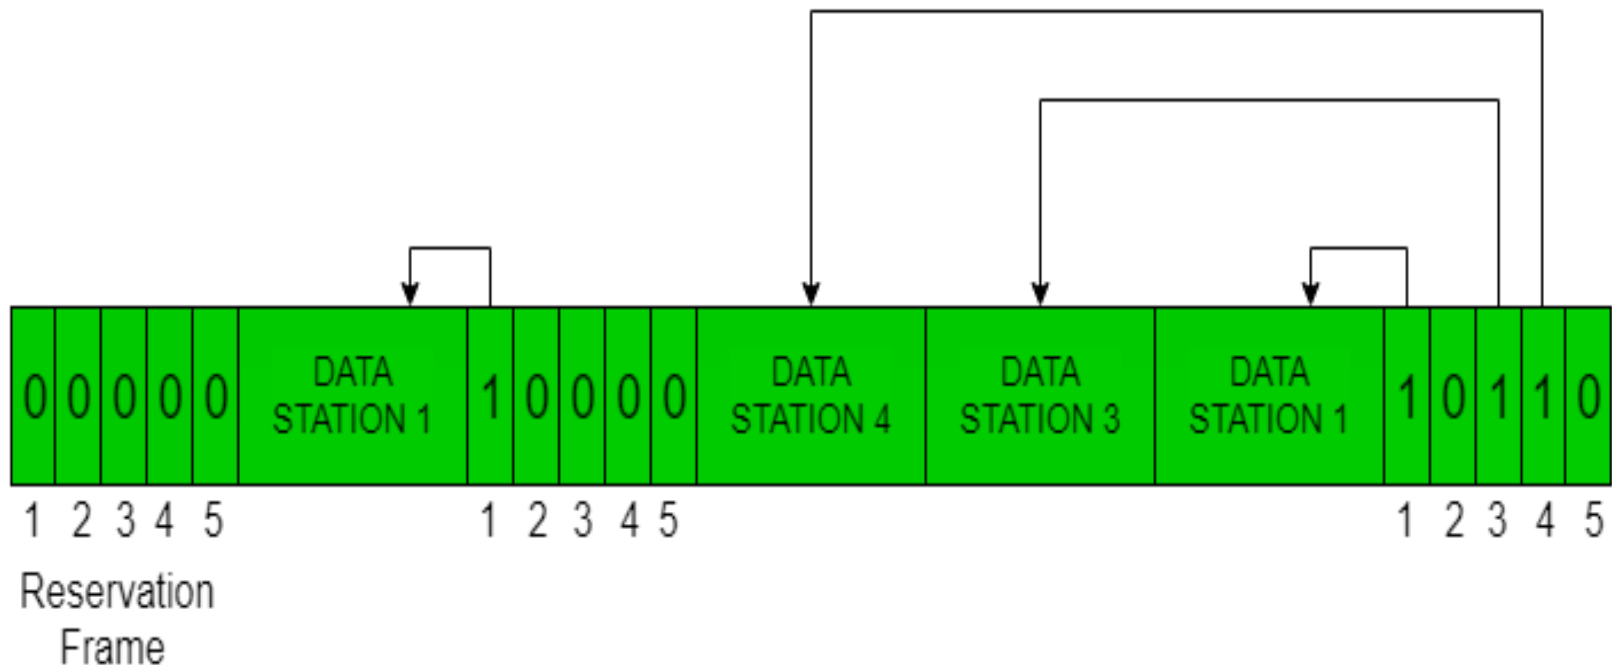 0 0 0 0 0 DATA STATION 1 1 0 0 0 0 DATA STATION 4 DATA STATION 3 DATA STATION 1 1 0 1 1 0
1 2 3 4 5 1 2 3 4 5 1 2 3 4 5
Reservation
Frame